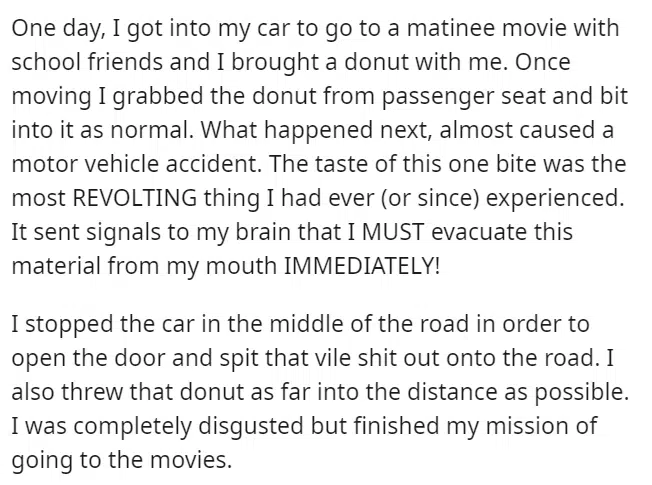 One day, I got into my car to go to a matinee movie with
school friends and I brought a donut with me. Once
moving I grabbed the donut from passenger seat and bit
into it as normal. What happened next, almost caused a
motor vehicle accident. The taste of this one bite was the
most REVOLTING thing I had ever (or since) experienced.
It sent signals to my brain that I MUST evacuate this
material from my mouth IMMEDIATELY!
I stopped the car in the middle of the road in order to
open the door and spit that vile shit out onto the road. I
also threw that donut as far into the distance as possible.
I was completely disgusted but finished my mission of
going to the movies.